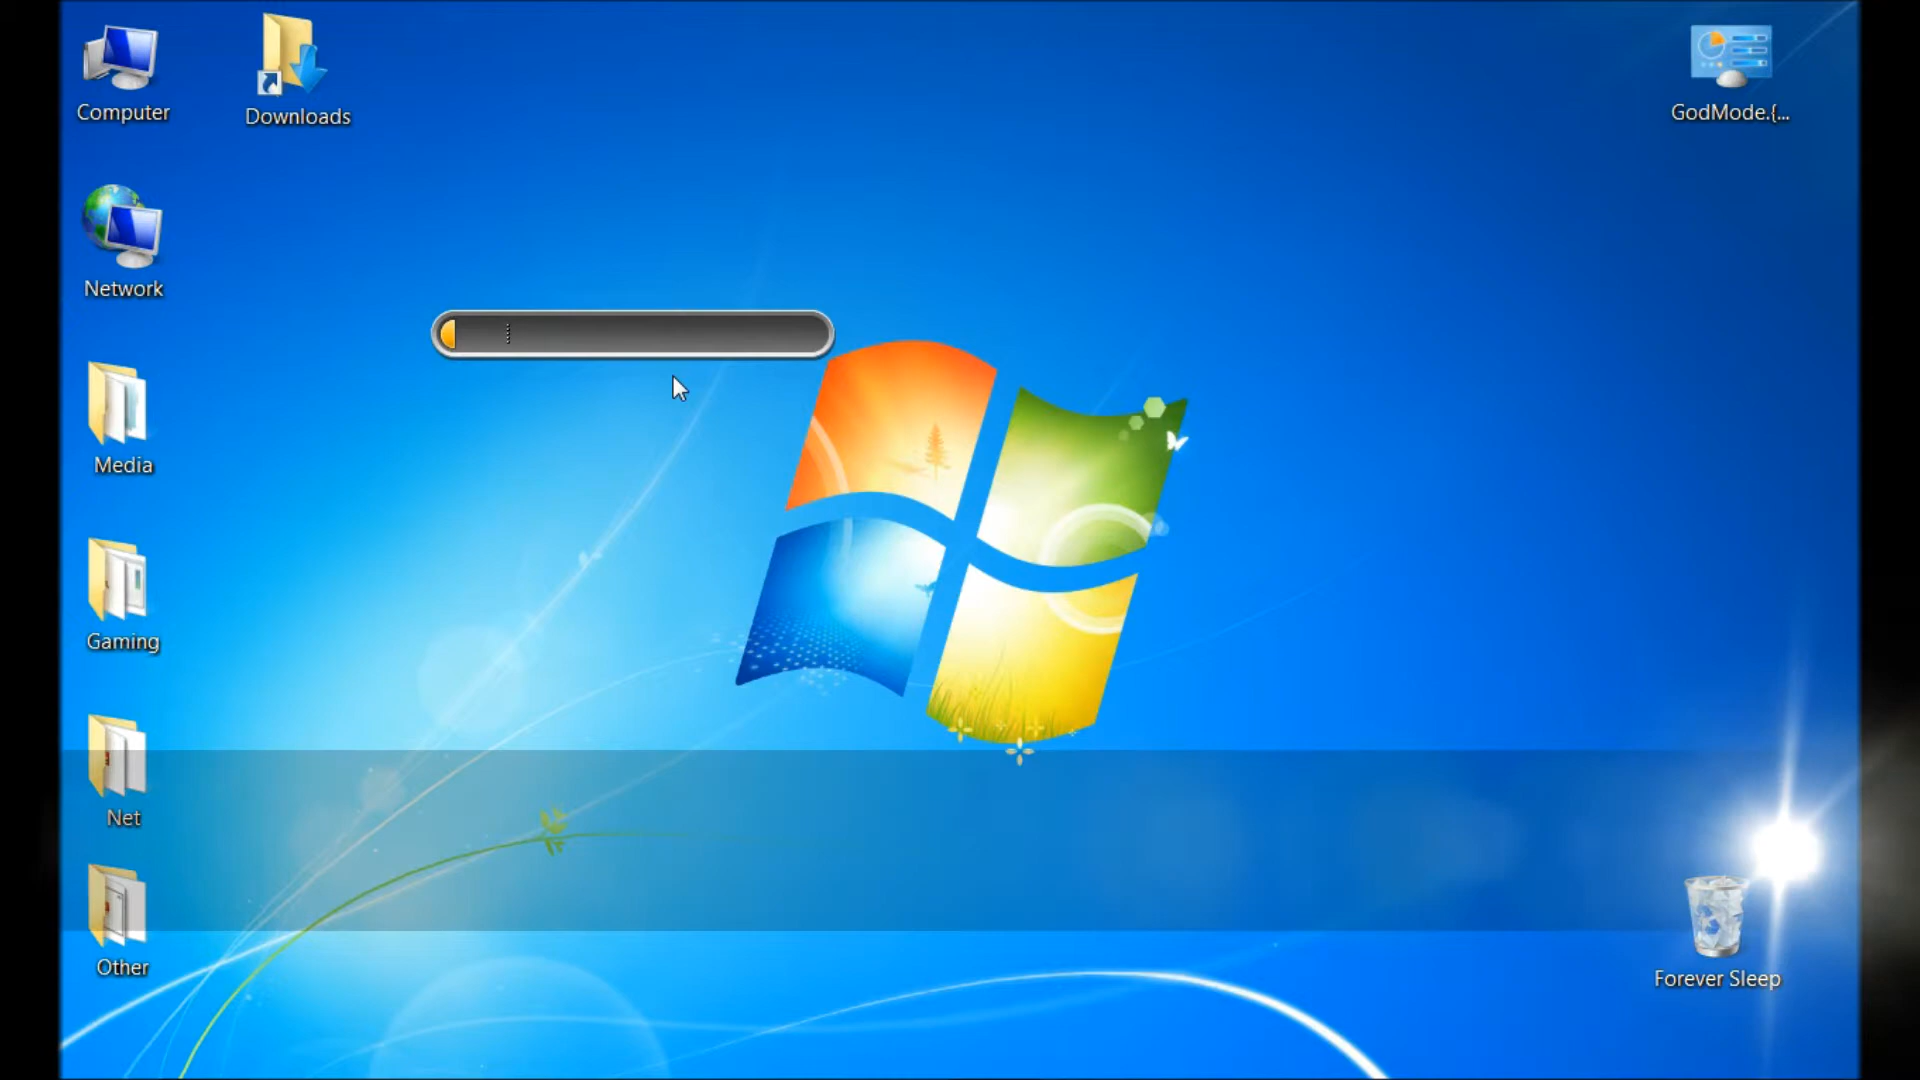 Computer
Downloads
GodMode.{...
Network
Media
Gaming
Net
Other
Forever Sleep